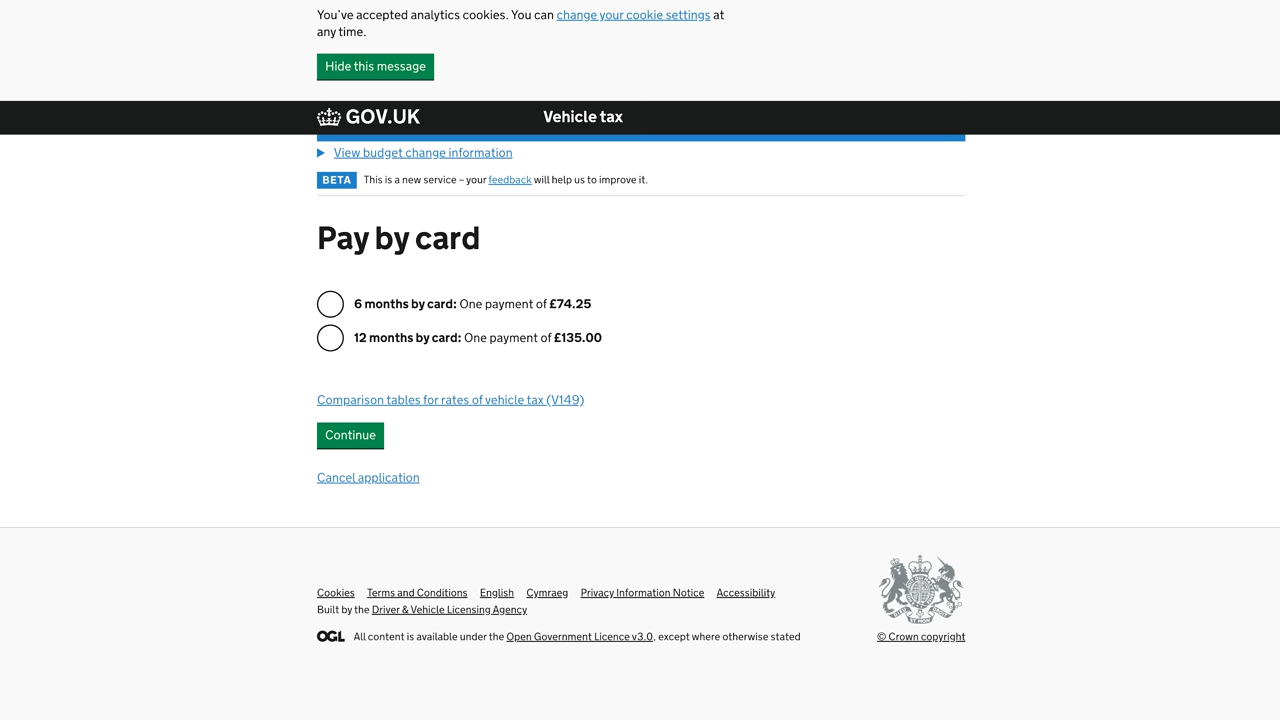 You've accepted analytics cookies. You can change your cookie settings at
any time.
Hide this message
GOV.UK Vehicle tax
View budget change information
BETA This is a new service – your feedback will help us to improve it.
Pay by card
6 months by card: One payment of £74.25
12 months by card: One payment of £135.00
Comparison tables for rates of vehicle tax (V149)
Continue
Cancel application
Cookies Terms and Conditions English Cymraeg Privacy Information Notice Accessibility
Built by the Driver & Vehicle Licensing Agency
OGL All content is available under the Open Government Licence v3.0, except where otherwise stated
© Crown copyright